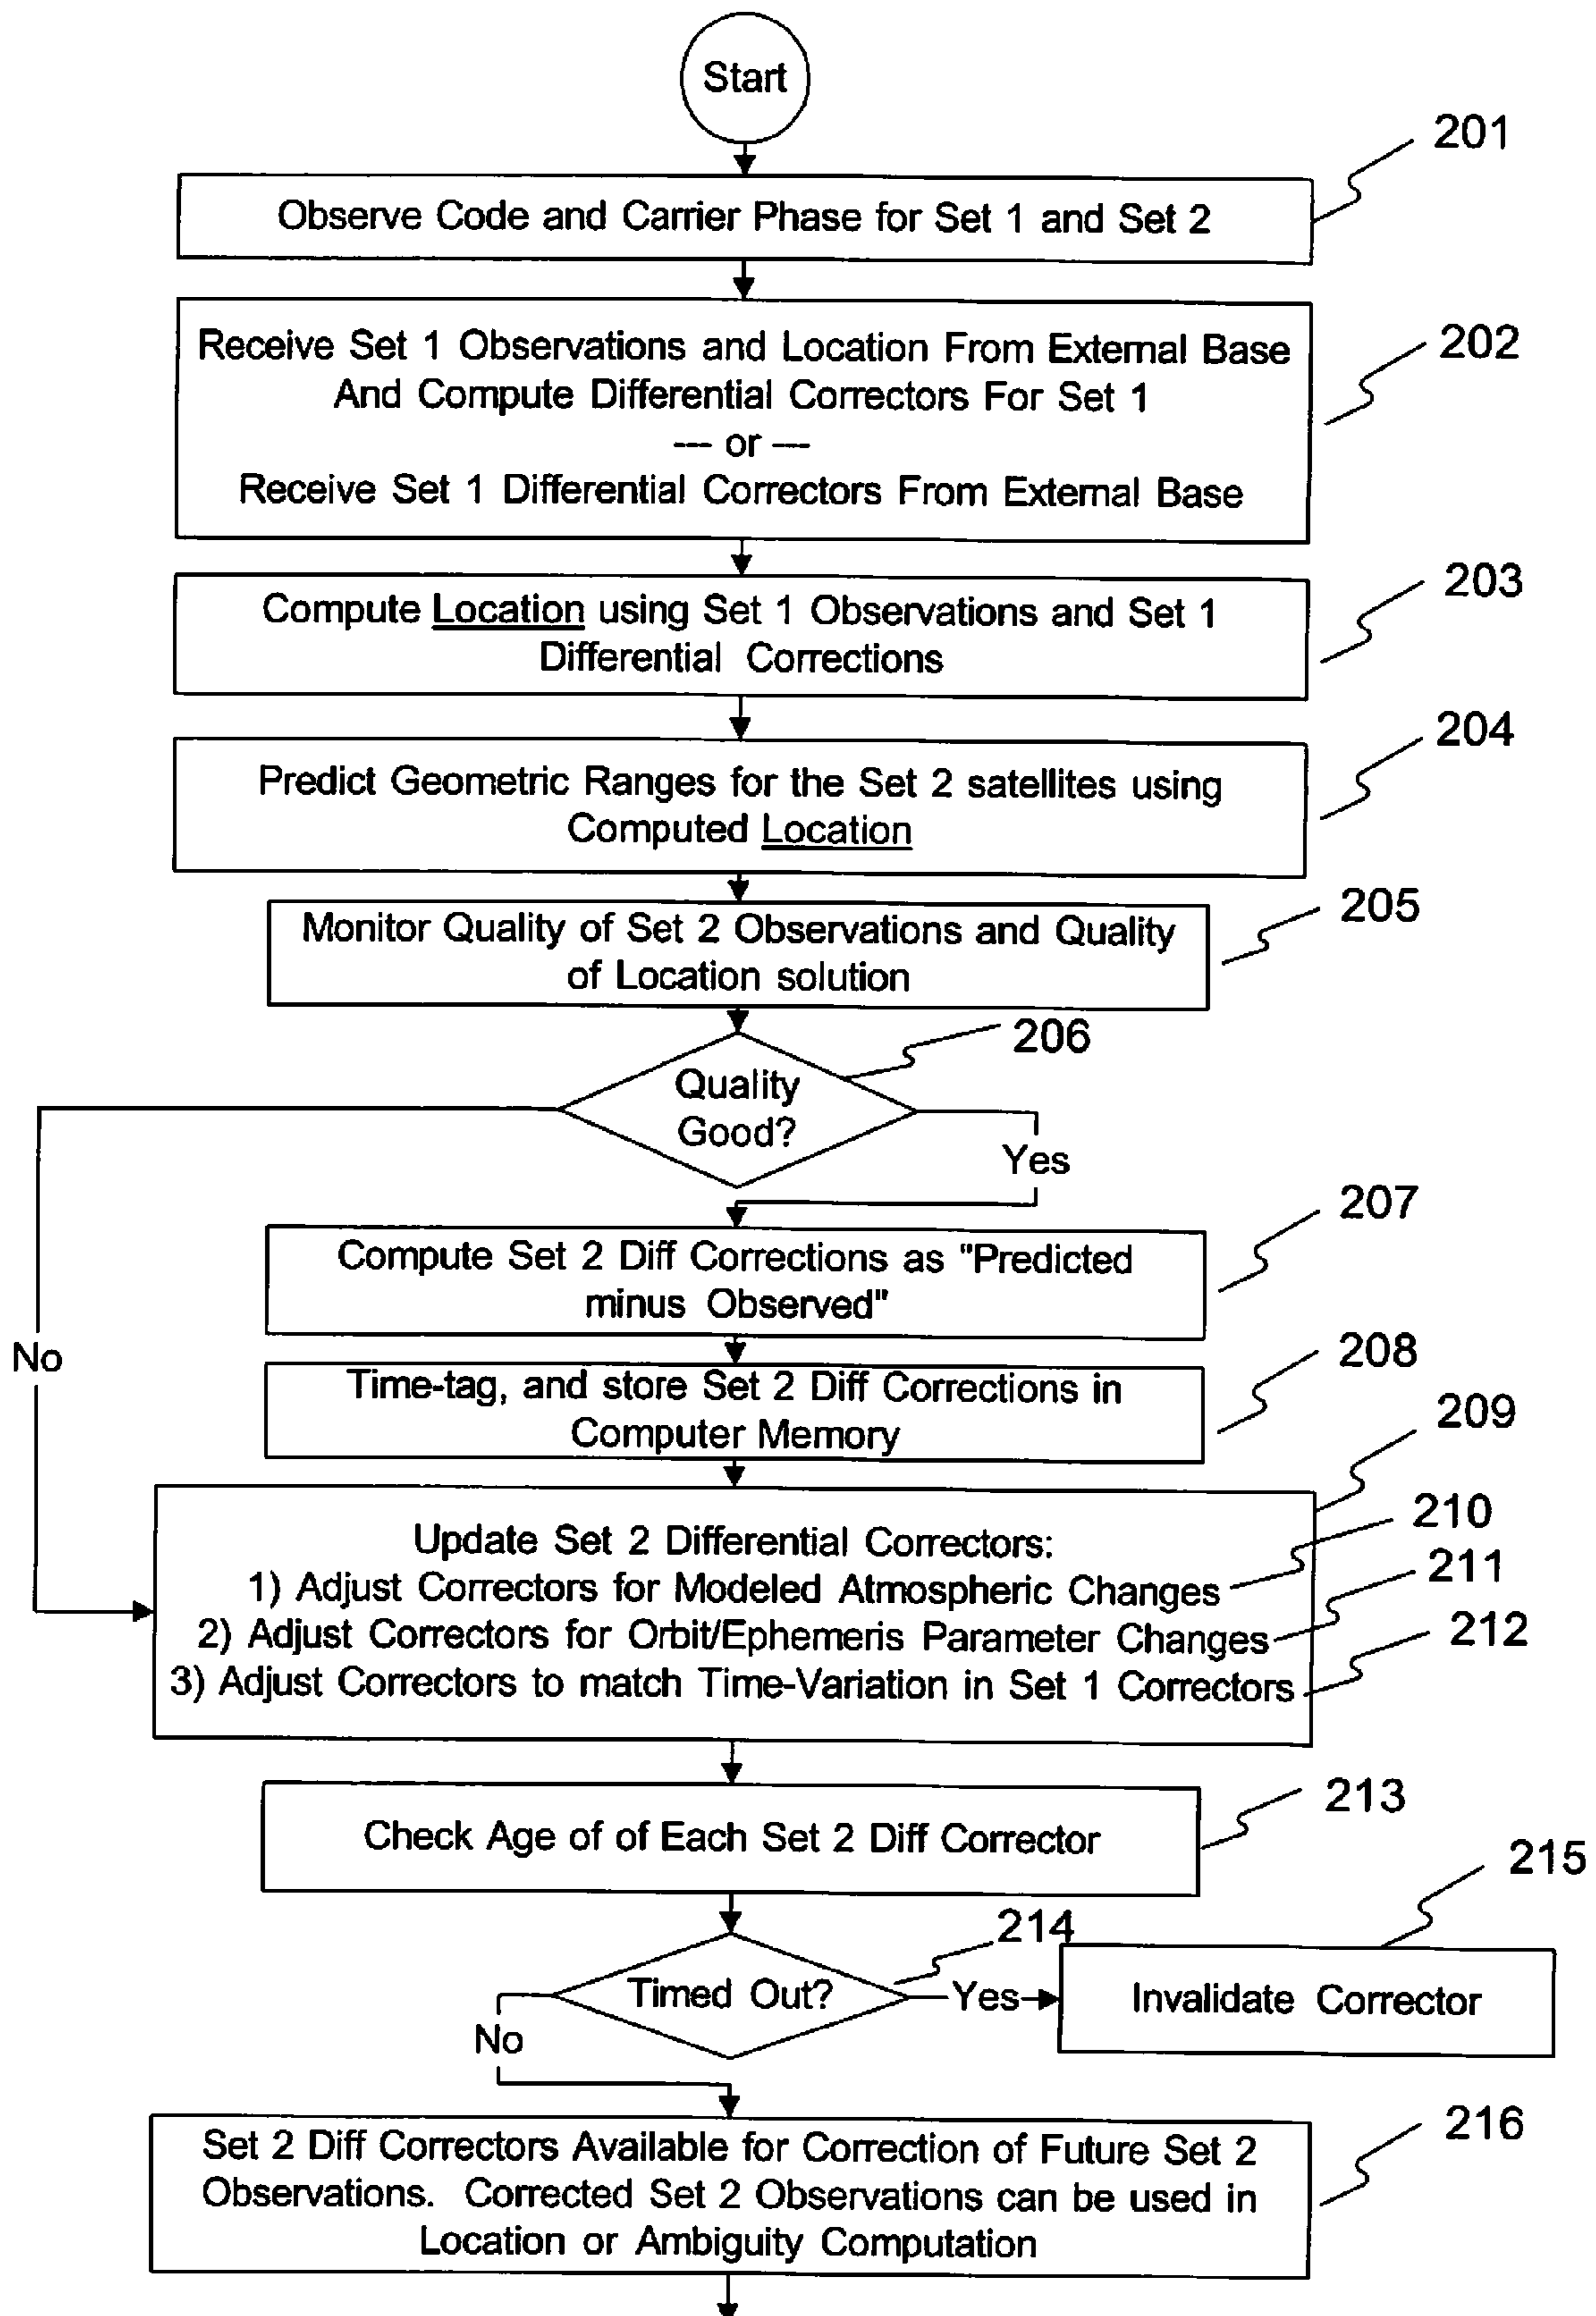 Start
201
Observe Code and Carrier Phase for Set 1 and Set 2
202
Receive Set 1 Observations and Location From External Base
And Compute Differential Correctors For Set 1
--- or ---
Receive Set 1 Differential Correctors From External Base
203
Compute Location using Set 1 Observations and Set 1
Differential Corrections
204
Predict Geometric Ranges for the Set 2 satellites using
Computed Location
205
Monitor Quality of Set 2 Observations and Quality
of Location solution
206
Quality
Good?
Yes
No
207
Compute Set 2 Diff Corrections as "Predicted
minus Observed"
208
Time-tag, and store Set 2 Diff Corrections in
Computer Memory
209
Update Set 2 Differential Correctors:
210
1) Adjust Correctors for Modeled Atmospheric Changes
211
2) Adjust Correctors for Orbit/Ephemeris Parameter Changes
212
3) Adjust Correctors to match Time-Variation in Set 1 Correctors
213
Check Age of of Each Set 2 Diff Corrector
214
Timed Out?
Yes
No
215
Invalidate Corrector
216
Set 2 Diff Correctors Available for Correction of Future Set 2
Observations. Corrected Set 2 Observations can be used in
Location or Ambiguity Computation